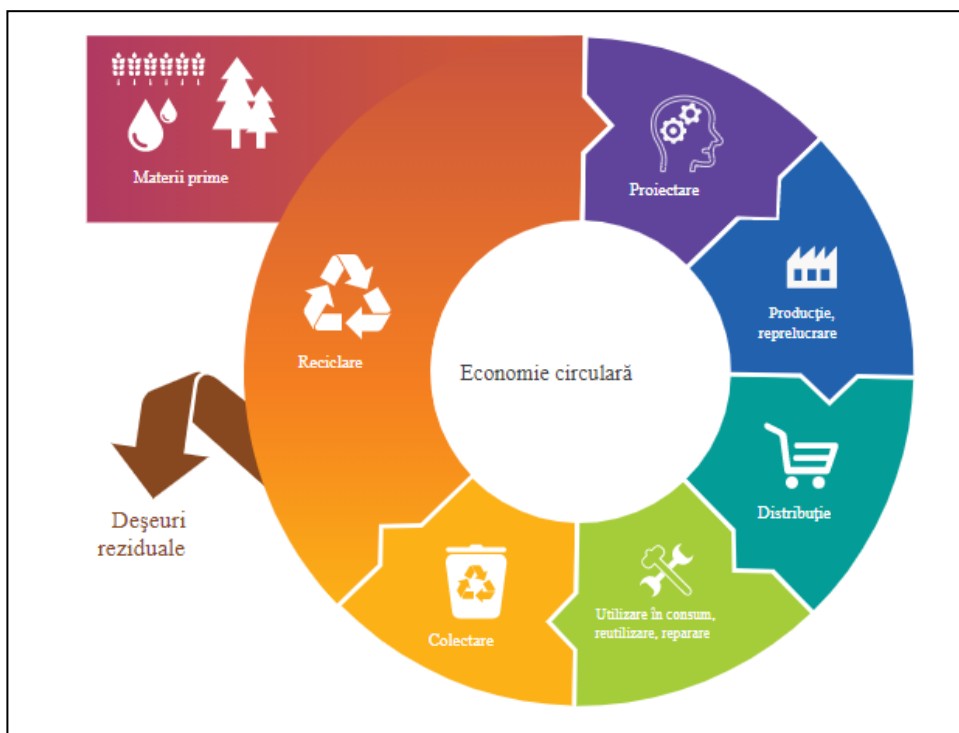 Materii prime
Proiectare
Producţie,
reprelucrare
Reciclare
Economie circulară
Distribuţie
Deşeuri
reziduale
Utilizare în consum,
reutilizare, reparare
Colectare